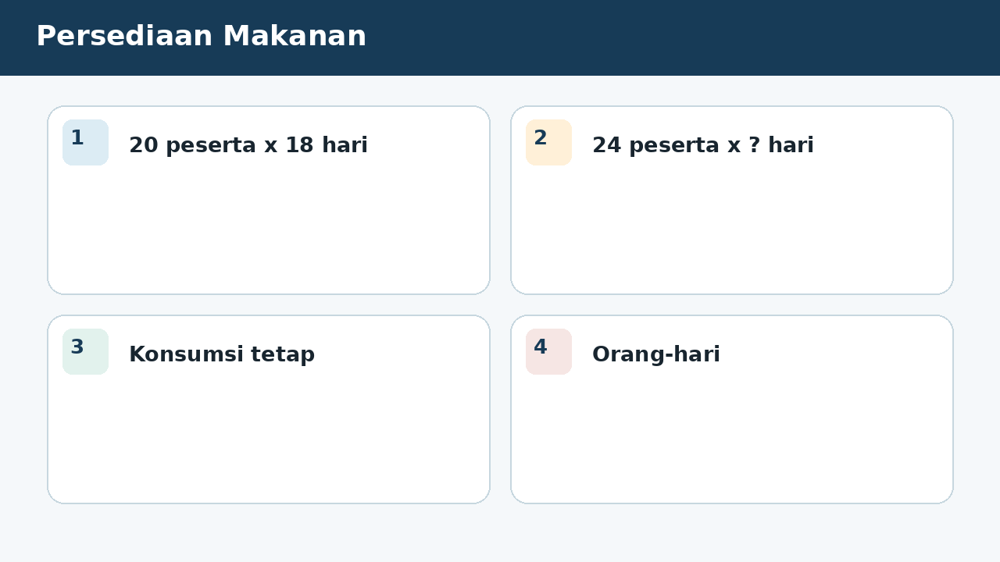 Persediaan Makanan
1
20 peserta x 18 hari
2
24 peserta x ? hari
3
Konsumsi tetap
4
Orang-hari